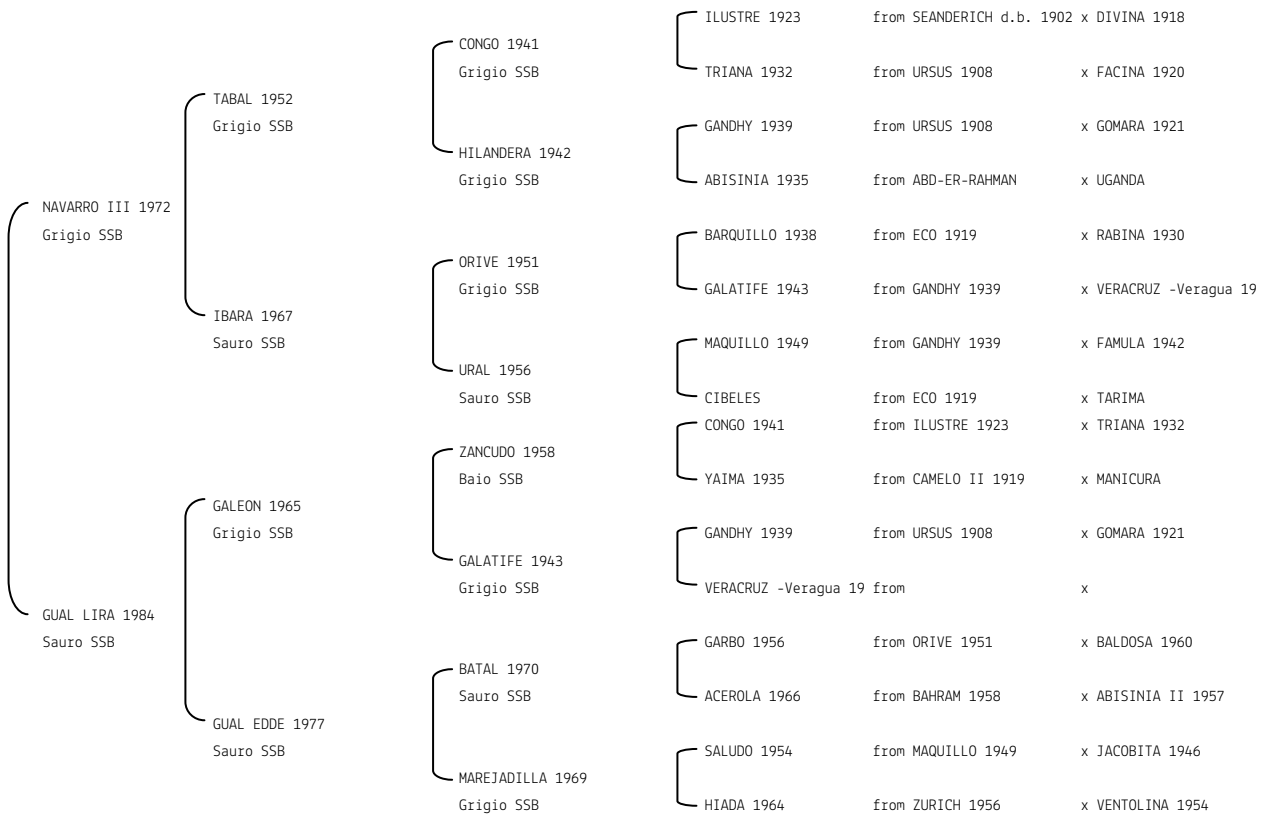 ILUSTRE 1923 from SEANDERICH d.b. 1902 x DIVINA 1918
CONGO 1941
Grigio SSB TRIANA 1932 from URSUS 1908 x FACINA 1920
TABAL 1952
Grigio SSB GANDHY 1939 from URSUS 1908 x GOMARA 1921
HILANDERA 1942
Grigio SSB ABISINIA 1935 from ABD-ER-RAHMAN x UGANDA
NAVARRO III 1972
Grigio SSB BARQUILLO 1938 from ECO 1919 x RABINA 1930
ORIVE 1951
Grigio SSB GALATIFE 1943 from GANDHY 1939 x VERACRUZ -Veragua 19
IBARA 1967
Sauro SSB MAQUILLO 1949 from GANDHY 1939 x FAMULA 1942
URAL 1956
Sauro SSB CIBELES from ECO 1919 x TARIMA
CONGO 1941 from ILUSTRE 1923 x TRIANA 1932
ZANCUDO 1958
Baio SSB YAIMA 1935 from CAMELO II 1919 x MANICURA
GALEON 1965
Grigio SSB GANDHY 1939 from URSUS 1908 x GOMARA 1921
GALATIFE 1943
Grigio SSB VERACRUZ -Veragua 19 from x
GUAL LIRA 1984
Sauro SSB GARBO 1956 from ORIVE 1951 x BALDOSA 1960
BATAL 1970
Sauro SSB ACEROLA 1966 from BAHRAM 1958 x ABISINIA II 1957
GUAL EDDE 1977
Sauro SSB SALUDO 1954 from MAQUILLO 1949 x JACOBITA 1946
MAREJADILLA 1969
Grigio SSB HIADA 1964 from ZURICH 1956 x VENTOLINA 1954